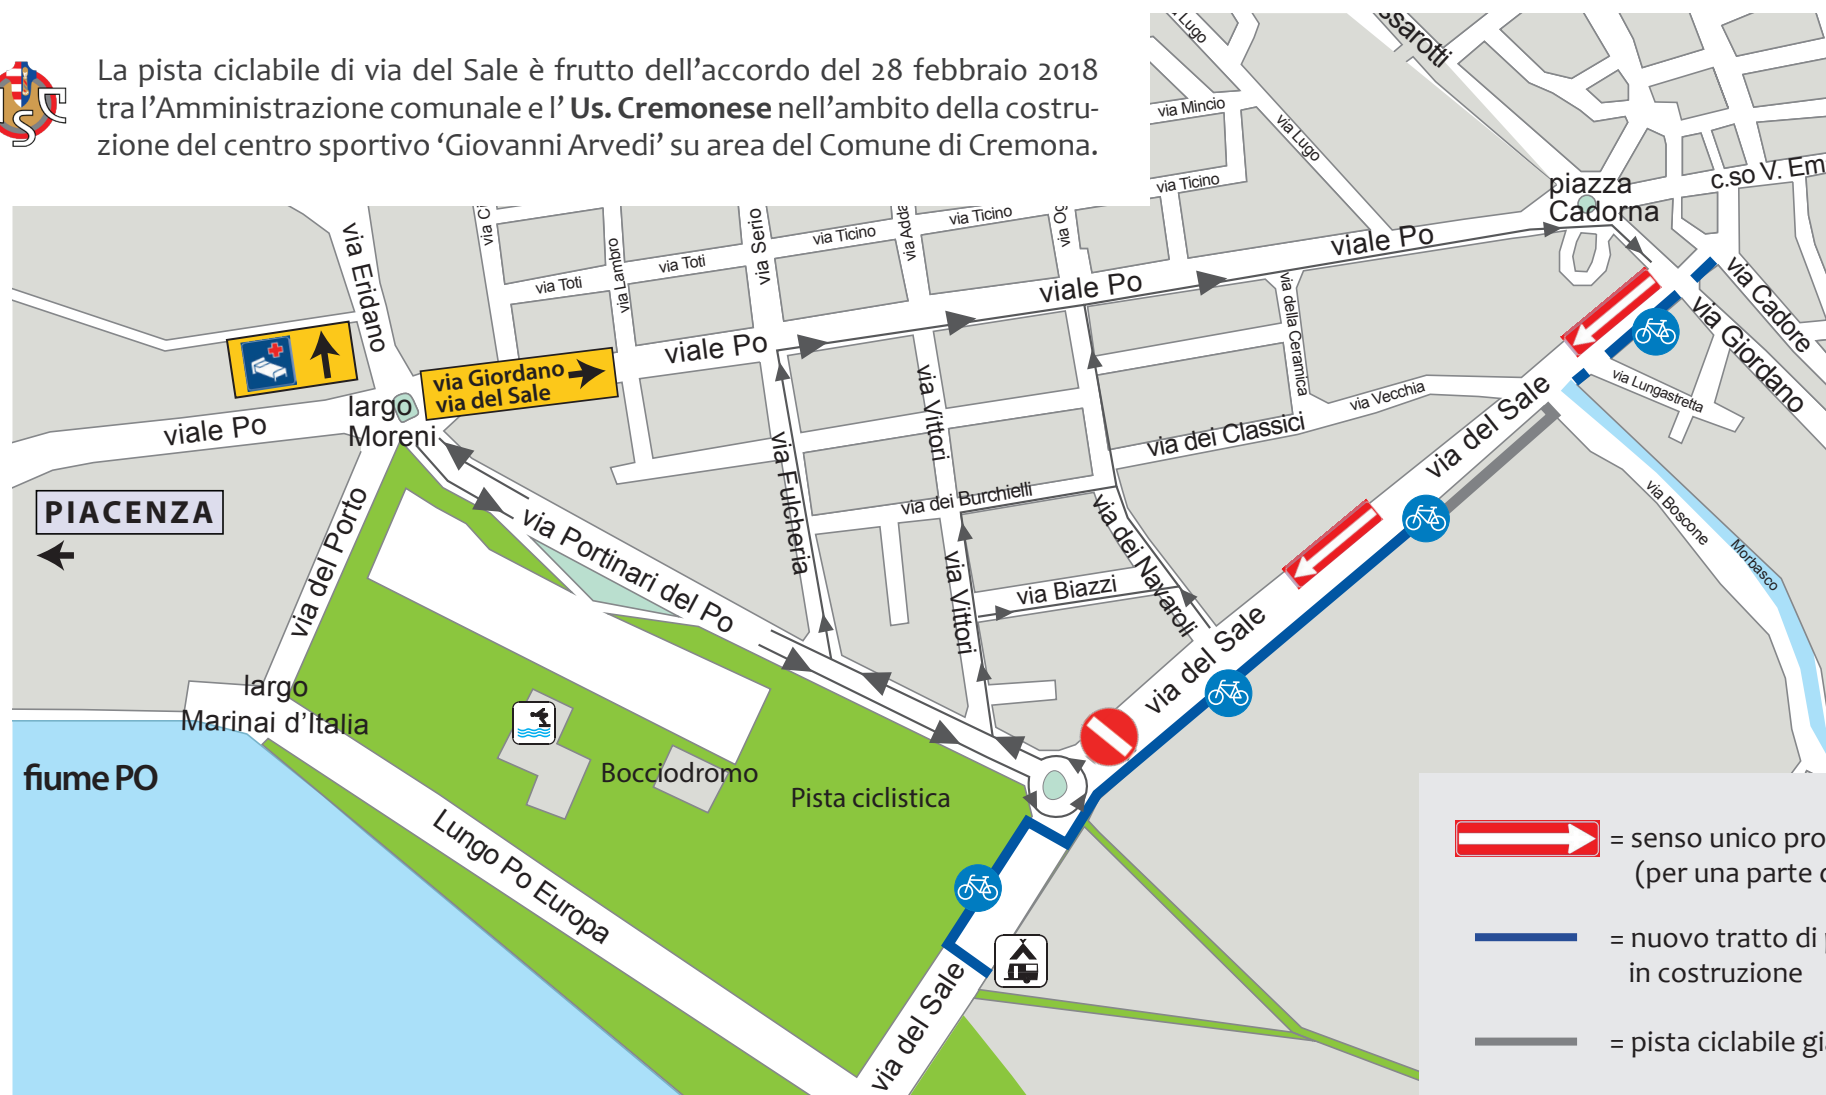 La pista ciclabile di via del Sale è frutto dell'accordo del 28 febbraio 2018
tra l'Amministrazione comunale e l' Us. Cremonese nell'ambito della costru-
zione del centro sportivo 'Giovanni Arvedi' su area del Comune di Cremona.
Lugo
ssarotti
via Mincio
via Lugo
via Ticino
piazza
Cadorna
c.so V. Em
via Eridano
via Ci
via Lambro
via Serio
via Adda
via Og
via Ticino
via Ticino
via Toti
via Toti
viale Po
viale Po
viale Po
via della Ceramica
via Cadore
via Giordano
via Lungastretta
via Giordano
via del Sale
largo
Moreni
viale Po
PIACENZA
via del Porto
via Portinari del Po
via Fulcheria
via Vittori
via Vittori
via dei Burchielli
via Biazzi
via dei Navaroli
via dei Classici
via Vecchia
via del Sale
via del Sale
via Boscone
Morbasco
largo
Marinai d'Italia
fiume PO
Bocciodromo
Pista ciclistica
Lungo Po Europa
via del Sale
= senso unico pro
(per una parte
= nuovo tratto di
in costruzione
= pista ciclabile